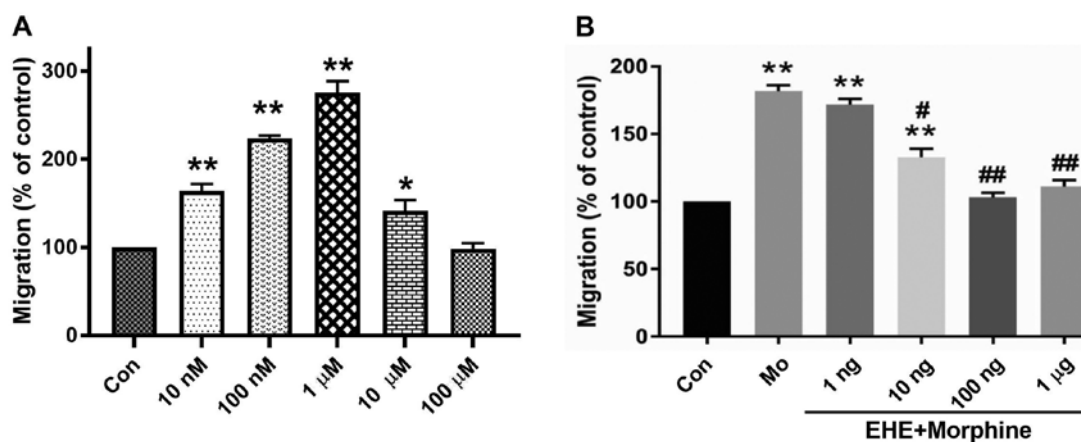 A
Migration (% of control)
300
200
100
0
**
**
**
*
Con
10 nM
100 nM
1 μM
10 μM
100 μM
B
Migration (% of control)
200
150
100
50
0
**
**
#
**
##
##
Con
Mo
1 ng
10 ng
100 ng
1 μg
EHE+Morphine